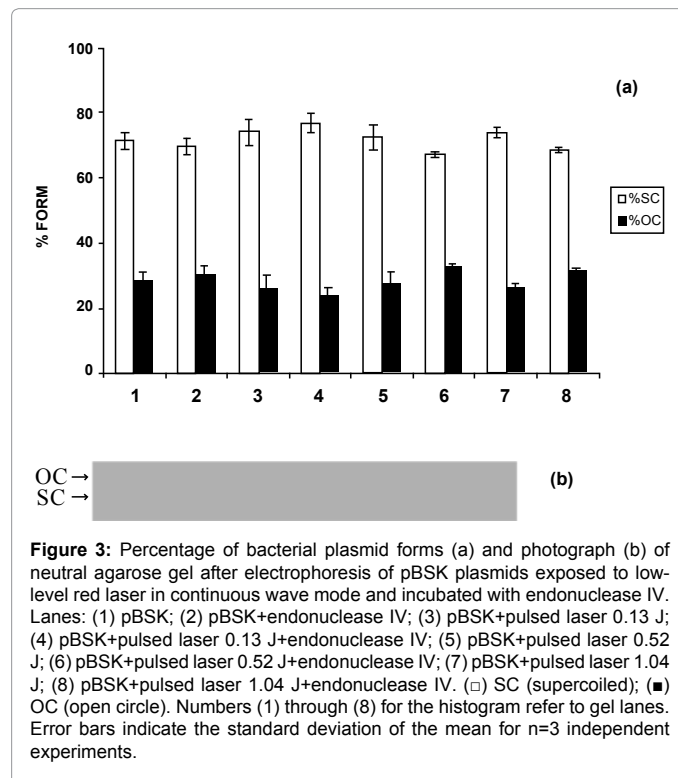 100
(a)
80
60
□%SC
■%OC
% FORM
40
20
0
1 2 3 4 5 6 7 8
OC →
(b)
SC →
Figure 3: Percentage of bacterial plasmid forms (a) and photograph (b) of
neutral agarose gel after electrophoresis of pBSK plasmids exposed to low-
level red laser in continuous wave mode and incubated with endonuclease IV.
Lanes: (1) pBSK; (2) pBSK+endonuclease IV; (3) pBSK+pulsed laser 0.13 J;
(4) pBSK+pulsed laser 0.13 J+endonuclease IV; (5) pBSK+pulsed laser 0.52
J; (6) pBSK+pulsed laser 0.52 J+endonuclease IV; (7) pBSK+pulsed laser 1.04
J; (8) pBSK+pulsed laser 1.04 J+endonuclease IV. (□) SC (supercoiled); (■)
OC (open circle). Numbers (1) through (8) for the histogram refer to gel lanes.
Error bars indicate the standard deviation of the mean for n=3 independent
experiments.